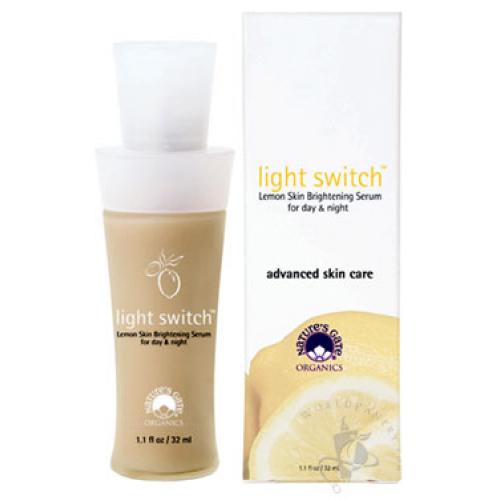 light switch™
Lemon Skin Brightening Serum
for day & night
NATURE'S GATE
ORGANICS
1.1 fl oz / 32 ml
light switch™
Lemon Skin Brightening Serum
for day & night
advanced skin care
NATURE'S GATE
ORGANICS
1.1 fl oz / 32 ml